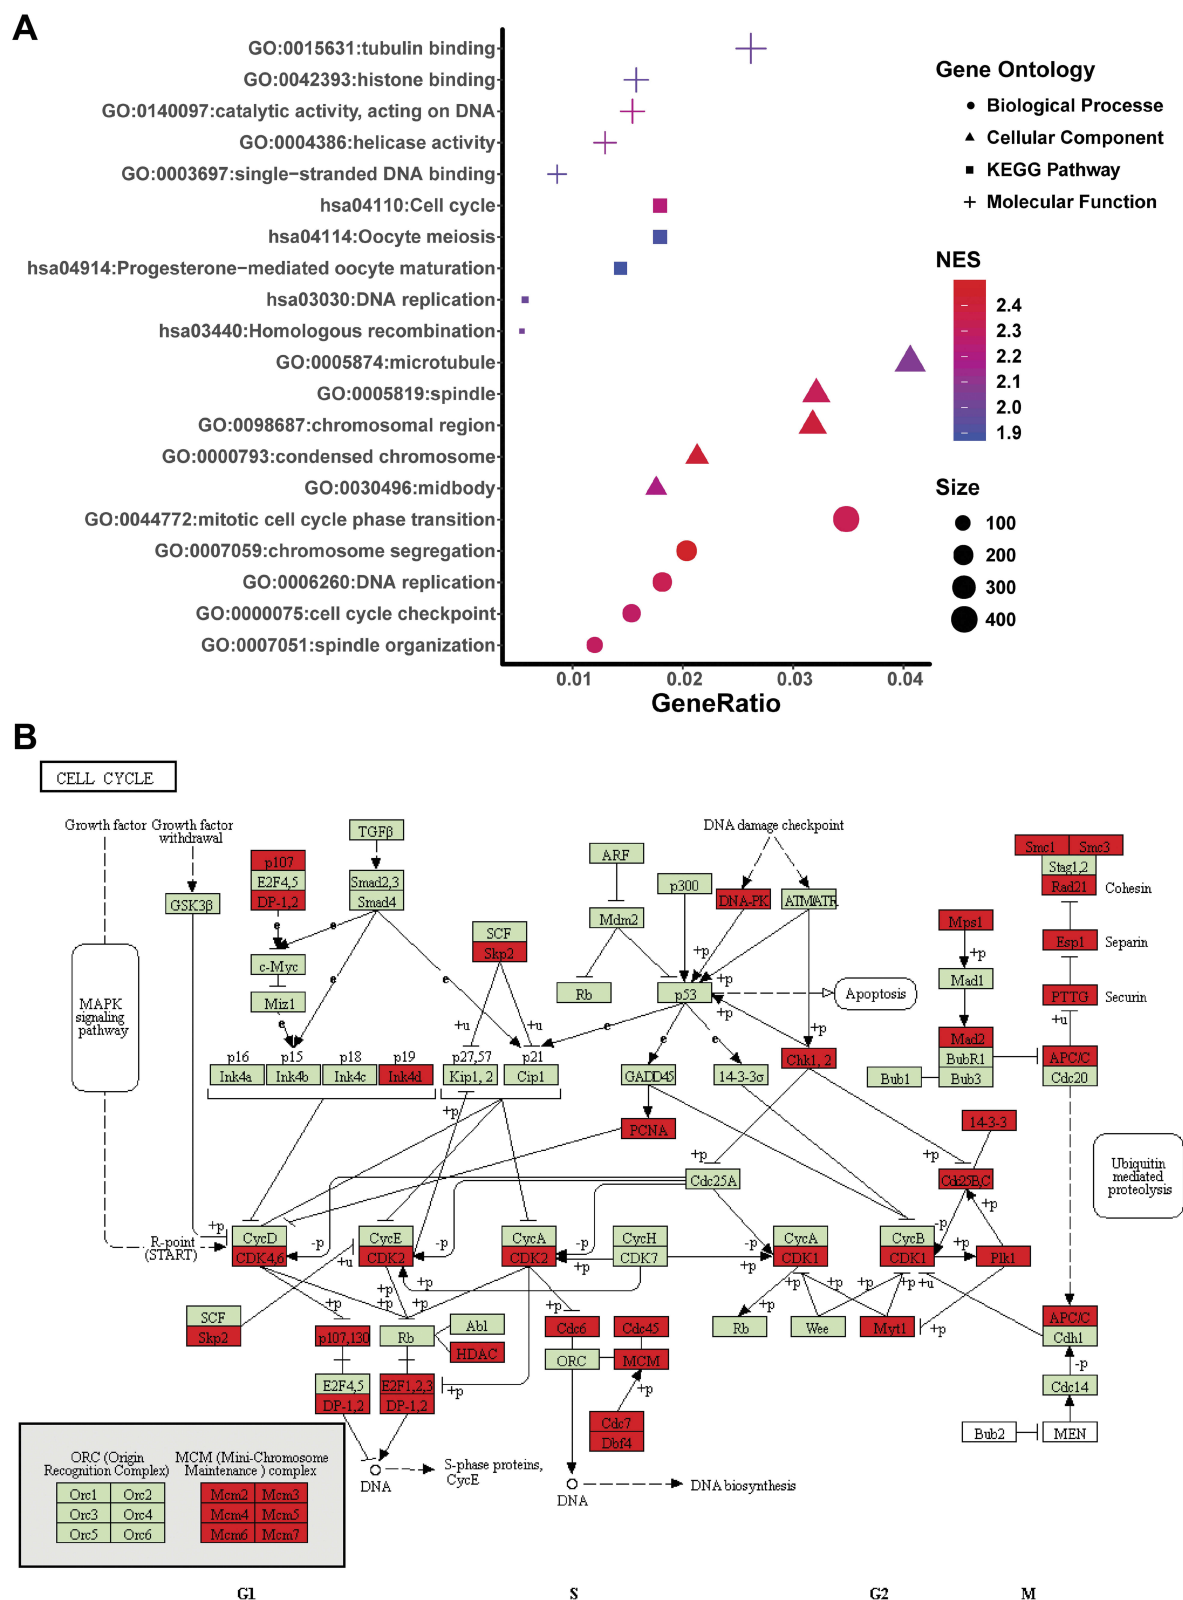 A
GO:0015631:tubulin binding
GO:0042393:histone binding
GO:0140097:catalytic activity, acting on DNA
GO:0004386:helicase activity
GO:0003697:single−stranded DNA binding
hsa04110:Cell cycle
hsa04114:Oocyte meiosis
hsa04914:Progesterone−mediated oocyte maturation
hsa03030:DNA replication
hsa03440:Homologous recombination
GO:0005874:microtubule
GO:0005819:spindle
GO:0098687:chromosomal region
GO:0000793:condensed chromosome
GO:0030496:midbody
GO:0044772:mitotic cell cycle phase transition
GO:0007059:chromosome segregation
GO:0006260:DNA replication
GO:0000075:cell cycle checkpoint
GO:0007051:spindle organization
0.01 0.02 0.03 0.04
GeneRatio
Gene Ontology
Biological Processe
Cellular Component
KEGG Pathway
Molecular Function
NES
2.4
2.3
2.2
2.1
2.0
1.9
Size
100
200
300
400
B
CELL CYCLE
Growth factor
Growth factor
withdrawal
GSK3β
MAPK
signaling
pathway
p107
E2F4,5
DP-1,2
e
c-Myc
Miz1
e
TGFβ
Smad2,3
Smad4
e
e
e
SCF
Skp2
+u
+u
ARF
Mdm2
Rb
p300
p53
DNA damage checkpoint
DNA-PK
ATM/ATR
+p
+p
+p
+p
Apoptosis
e
e
e
p16
Ink4a
p15
Ink4b
p18
Ink4c
p19
Ink4d
p27,57
Kip1, 2
p21
Cip1
+p
GADD45
14-3-3σ
Chk1, 2
PCNA
+p
Cdc25A
Smc1 Smc3
Stag1,2
Rad21
Cohesin
Mps1
+p
Esp1
Separin
Mad1
PTTG
Securin
+u
Mad2
BubR1
Bub3
Bub1
APC/C
Cdc20
14-3-3
+p
Cdc25B,C
+p
Ubiquitin
mediated
proteolysis
R-point
(START)
+p
CycD
CDK4,6
-p
CycE
CDK2
+u
-p
CycA
CDK2
-p
+p
CycH
CDK7
CycA
CDK1
-p
+p
CycB
CDK1
-p
+p
Plk1
SCF
Skp2
+p
+p
+p
+p
+p
p107,130
Rb
Abl
HDAC
E2F4,5
DP-1,2
E2F1,2,3
DP-1,2
+p
Cdc6
Cdc45
ORC
MCM
+p
Cdc7
Dbf4
+p
Rb
Wee
+p
+p
Myt1
+u
+p
APC/C
Cdh1
-p
Cdc14
Bub2
MEN
DNA
S-phase proteins,
CycE
DNA
DNA biosynthesis
ORC (Origin
Recognition Complex)
Orc1 Orc2
Orc3 Orc4
Orc5 Orc6
MCM (Mini-Chromosome
Maintenance ) complex
Mcm2 Mcm3
Mcm4 Mcm5
Mcm6 Mcm7
G1 S G2 M